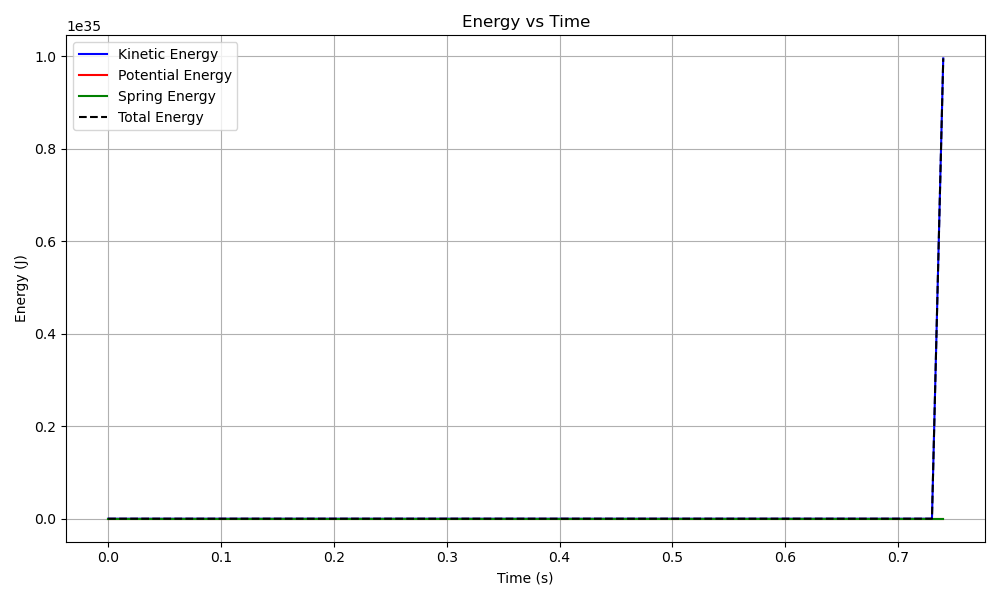 Energy vs Time
1e35
Kinetic Energy
Potential Energy
Spring Energy
Total Energy
1.0
0.8
0.6
0.4
0.2
0.0
Energy (J)
0.0 0.1 0.2 0.3 0.4 0.5 0.6 0.7
Time (s)